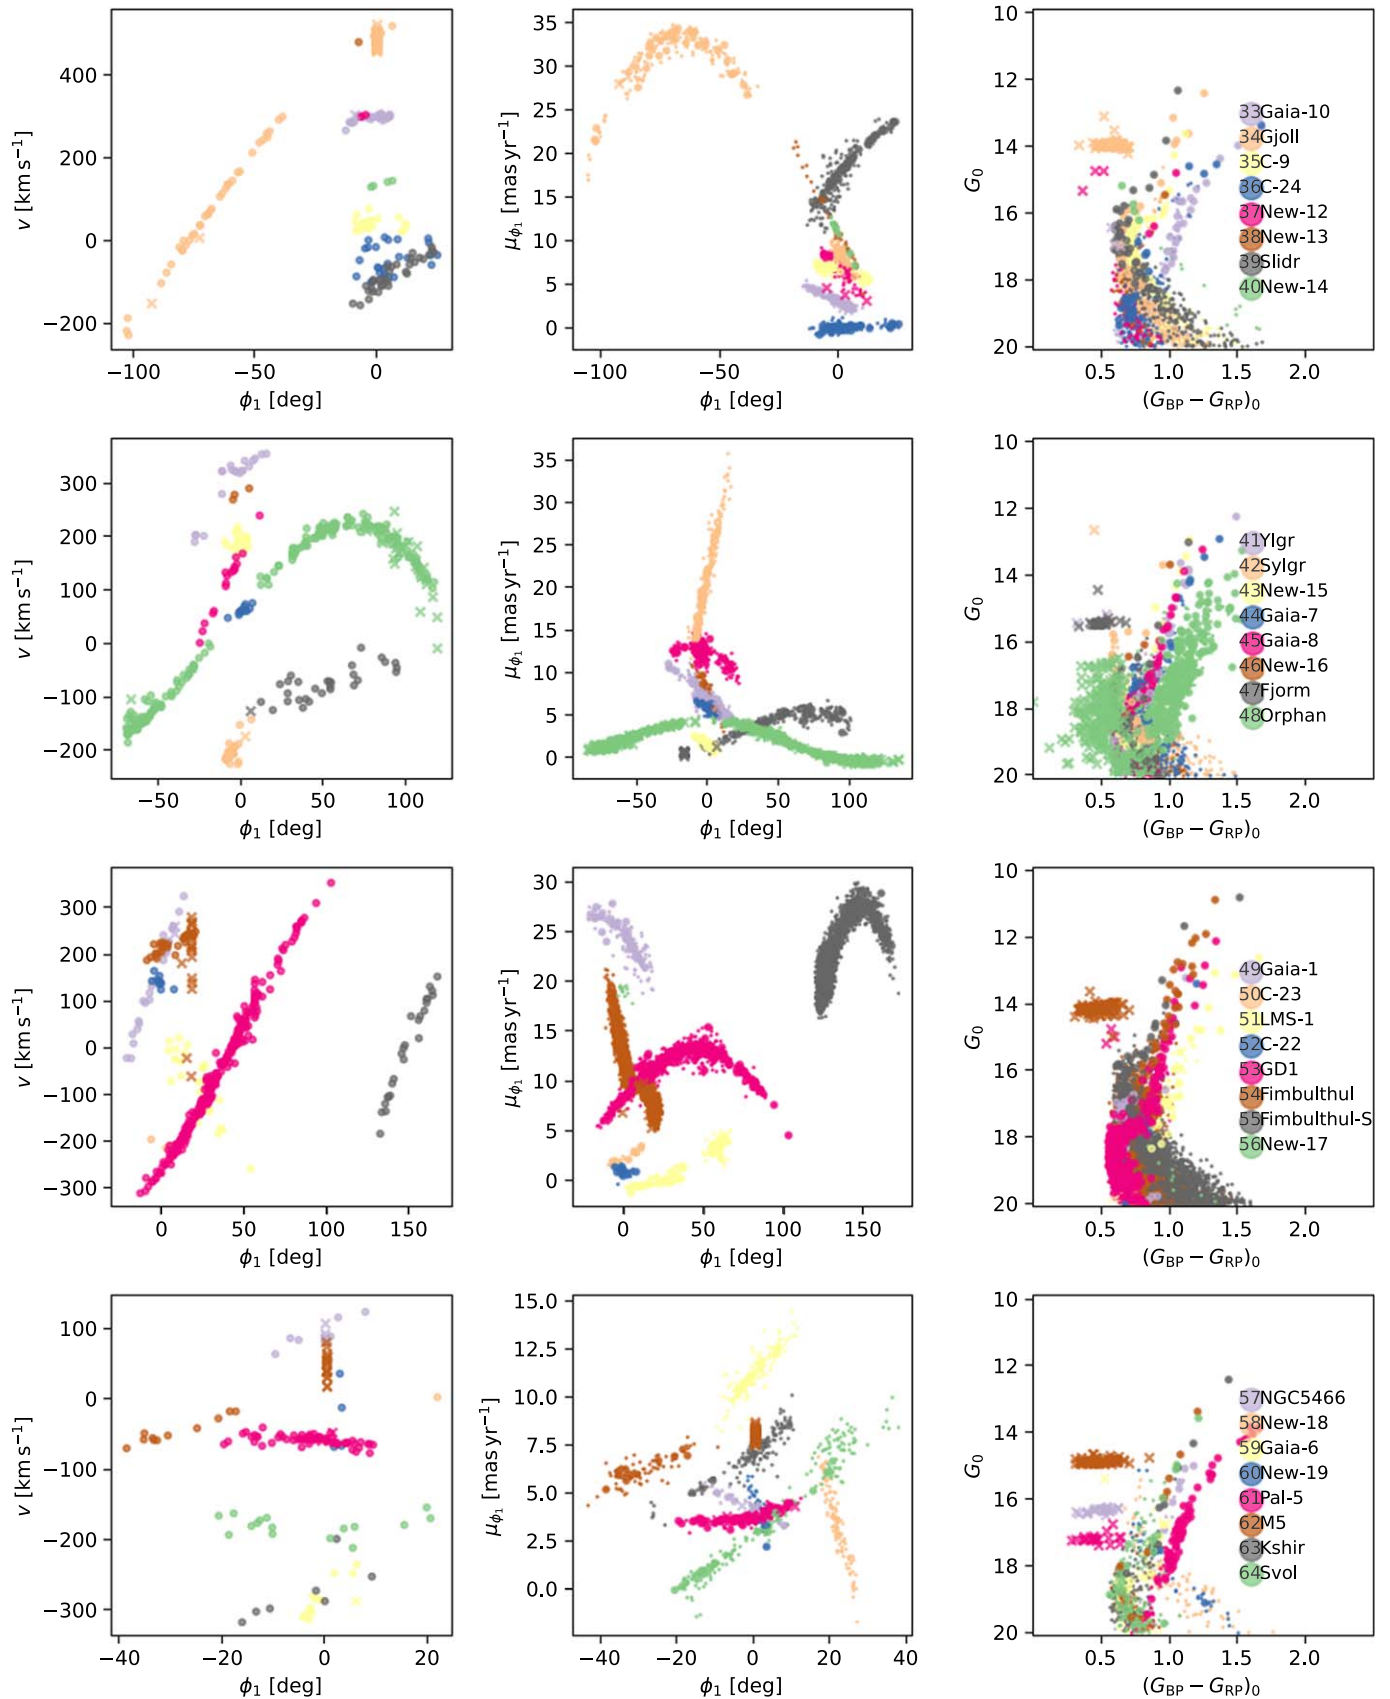 400
200
0
−200
v [km s−1]
−100
−50
0
ϕ1 [deg]
35
30
25
20
15
10
5
0
μϕ1 [mas yr−1]
−100
−50
0
ϕ1 [deg]
10
12
14
16
18
20
G0
0.5
1.0
1.5
2.0
(GBP − GRP)0
33Gaia-10
34Gjoll
35C-9
36C-24
37New-12
38New-13
39Slidr
40New-14
300
200
100
0
−100
−200
v [km s−1]
−50
0
50
100
ϕ1 [deg]
35
30
25
20
15
10
5
0
μϕ1 [mas yr−1]
−50
0
50
100
ϕ1 [deg]
10
12
14
16
18
20
G0
0.5
1.0
1.5
2.0
(GBP − GRP)0
41Ylgr
42Sylgr
43New-15
44Gaia-7
45Gaia-8
46New-16
47Fjorm
48Orphan
300
200
100
0
−100
−200
−300
v [km s−1]
0
50
100
150
ϕ1 [deg]
30
25
20
15
10
5
0
μϕ1 [mas yr−1]
0
50
100
150
ϕ1 [deg]
10
12
14
16
18
20
G0
0.5
1.0
1.5
2.0
(GBP − GRP)0
49Gaia-1
50C-23
51LMS-1
52C-22
53GD1
54Fimbulthul
55Fimbulthul-S
56New-17
100
0
−100
−200
−300
v [km s−1]
−40
−20
0
20
ϕ1 [deg]
15.0
12.5
10.0
7.5
5.0
2.5
0.0
μϕ1 [mas yr−1]
−40
−20
0
20
40
ϕ1 [deg]
10
12
14
16
18
20
G0
0.5
1.0
1.5
2.0
(GBP − GRP)0
57NGC5466
58New-18
59Gaia-6
60New-19
61Pal-5
62M5
63Kshir
64Svol